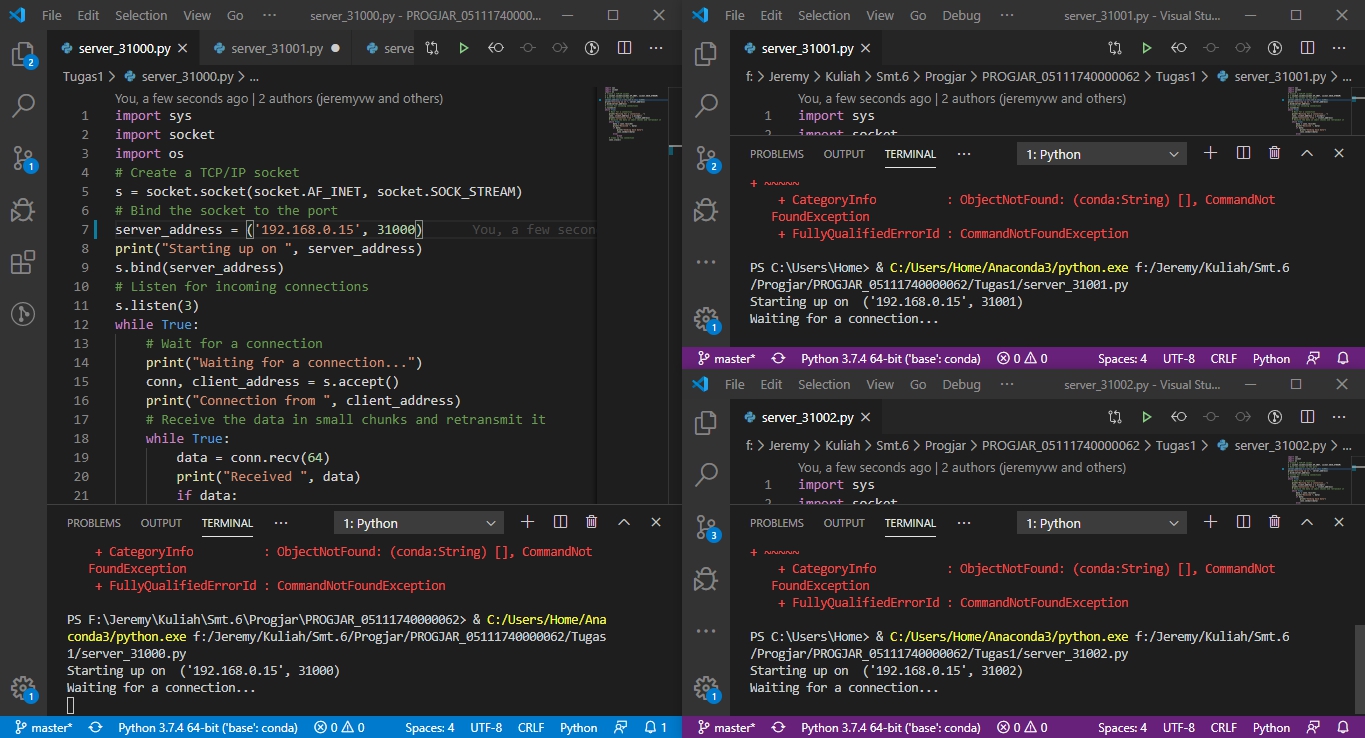 File Edit Selection View Go ··· server_31000.py - PROGJAR_05111740000...
server_31000.py server_31001.py serve
Tugas1 > server_31000.py > ...
You, a few seconds ago | 2 authors (jeremyvw and others)
1 import sys
2 import socket
3 import os
4 # Create a TCP/IP socket
5 s = socket.socket(socket.AF_INET, socket.SOCK_STREAM)
6 # Bind the socket to the port
7 server_address = ('192.168.0.15', 31000) You, a few secon
8 print("Starting up on ", server_address)
9 s.bind(server_address)
10 # Listen for incoming connections
11 s.listen(3)
12 while True:
13 # Wait for a connection
14 print("Waiting for a connection...")
15 conn, client_address = s.accept()
16 print("Connection from ", client_address)
17 # Receive the data in small chunks and retransmit it
18 while True:
19 data = conn.recv(64)
20 print("Received ", data)
21 if data:
PROBLEMS OUTPUT TERMINAL ··· 1: Python
+ CategoryInfo : ObjectNotFound: (conda:String) [], CommandNot
FoundException
+ FullyQualifiedErrorId : CommandNotFoundException
PS F:\Jeremy\Kuliah\Smt.6\Progjar\PROGJAR_05111740000062> & C:/Users/Home/Ana
conda3/python.exe f:/Jeremy/Kuliah/Smt.6/Progjar/PROGJAR_05111740000062/Tugas
1/server_31000.py
Starting up on ('192.168.0.15', 31000)
Waiting for a connection...
2
1
1
master* Python 3.7.4 64-bit ('base': conda) 0 0 Spaces: 4 UTF-8 CRLF Python 1
File Edit Selection View Go Debug ··· server_31001.py - Visual Stu...
server_31001.py
f: > Jeremy > Kuliah > Smt.6 > Progjar > PROGJAR_05111740000062 > Tugas1 > server_31001.py > ...
You, a few seconds ago | 2 authors (jeremyvw and others)
1 import sys
2 import socket
PROBLEMS OUTPUT TERMINAL ··· 1: Python
+ ~~~~~
+ CategoryInfo : ObjectNotFound: (conda:String) [], CommandNot
FoundException
+ FullyQualifiedErrorId : CommandNotFoundException
PS C:\Users\Home> & C:/Users/Home/Anaconda3/python.exe f:/Jeremy/Kuliah/Smt.6
/Progjar/PROGJAR_05111740000062/Tugas1/server_31001.py
Starting up on ('192.168.0.15', 31001)
Waiting for a connection...
2
1
master* Python 3.7.4 64-bit ('base': conda) 0 0 Spaces: 4 UTF-8 CRLF Python
File Edit Selection View Go Debug ··· server_31002.py - Visual Stu...
server_31002.py
f: > Jeremy > Kuliah > Smt.6 > Progjar > PROGJAR_05111740000062 > Tugas1 > server_31002.py > ...
You, a few seconds ago | 2 authors (jeremyvw and others)
1 import sys
2 import socket
PROBLEMS OUTPUT TERMINAL ··· 1: Python
+ ~~~~~
+ CategoryInfo : ObjectNotFound: (conda:String) [], CommandNot
FoundException
+ FullyQualifiedErrorId : CommandNotFoundException
PS C:\Users\Home> & C:/Users/Home/Anaconda3/python.exe f:/Jeremy/Kuliah/Smt.6
/Progjar/PROGJAR_05111740000062/Tugas1/server_31002.py
Starting up on ('192.168.0.15', 31002)
Waiting for a connection...
3
1
master* Python 3.7.4 64-bit ('base': conda) 0 0 Spaces: 4 UTF-8 CRLF Python